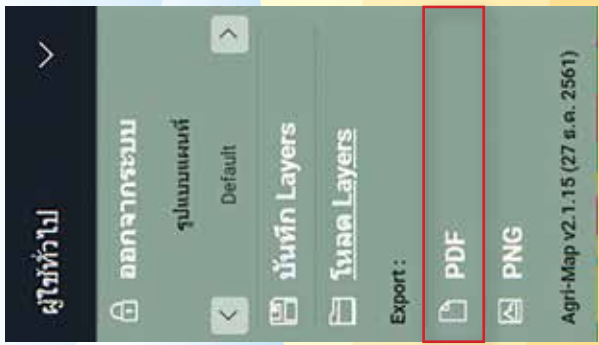 ผู้ใช้ทั่วไป
ออกจากระบบ
รูปแบบแผนที่
Default
บันทึก Layers
โหลด Layers
Export :
PDF
PNG
Agri-Map v2.1.15 (27 ธ.ค. 2561)